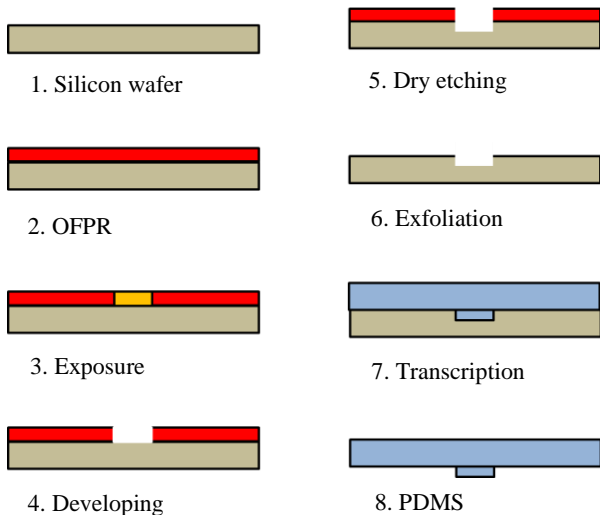 1. Silicon wafer
2. OFPR
3. Exposure
4. Developing
5. Dry etching
6. Exfoliation
7. Transcription
8. PDMS